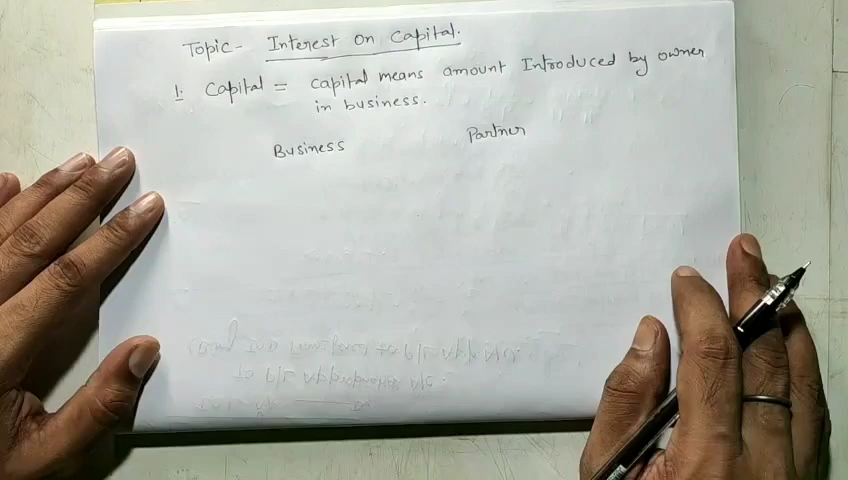 Topic - Interest on Capital.
1. Capital = capital means amount Introduced by owner
in business.
Business Partner